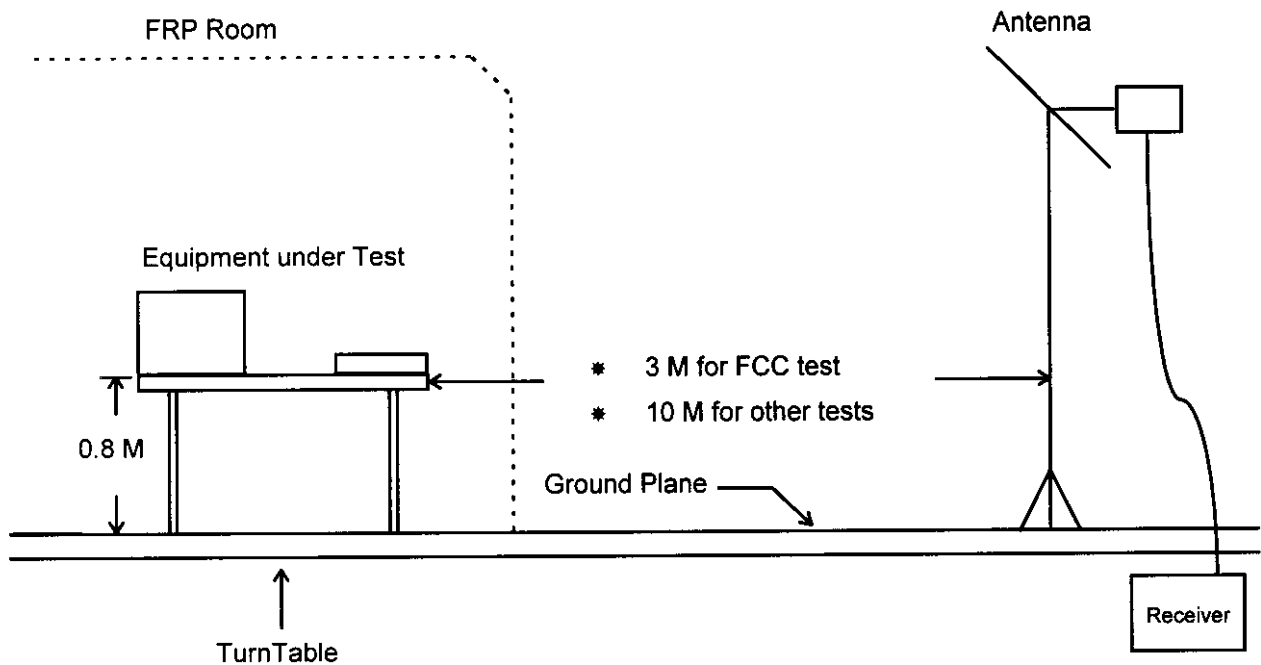 FRP Room
Antenna
Equipment under Test
✷ 3 M for FCC test
✷ 10 M for other tests
0.8 M
Ground Plane
Receiver
TurnTable